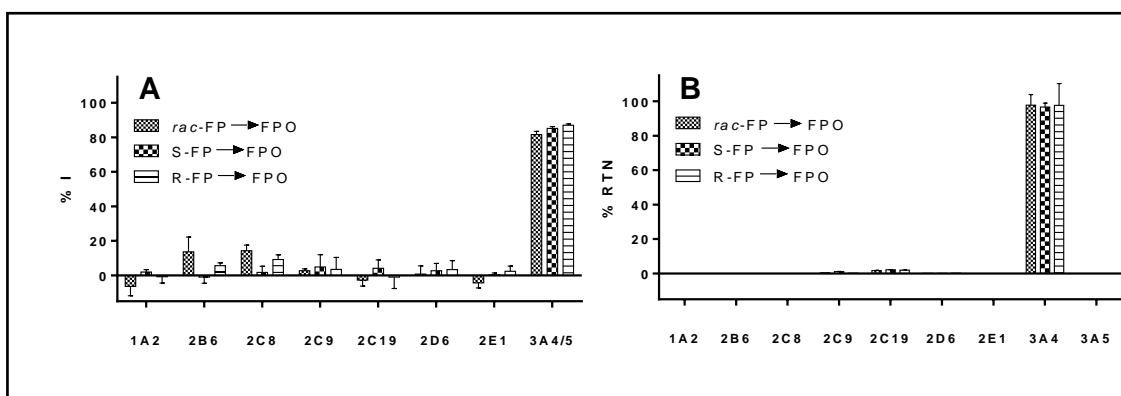 A
% I
100
80
60
40
20
0
rac-FP → FPO
S-FP → FPO
R-FP → FPO
1A2 2B6 2C8 2C9 2C19 2D6 2E1 3A4/5
B
% RTN
100
80
60
40
20
0
rac-FP → FPO
S-FP → FPO
R-FP → FPO
1A2 2B6 2C8 2C9 2C19 2D6 2E1 3A4 3A5